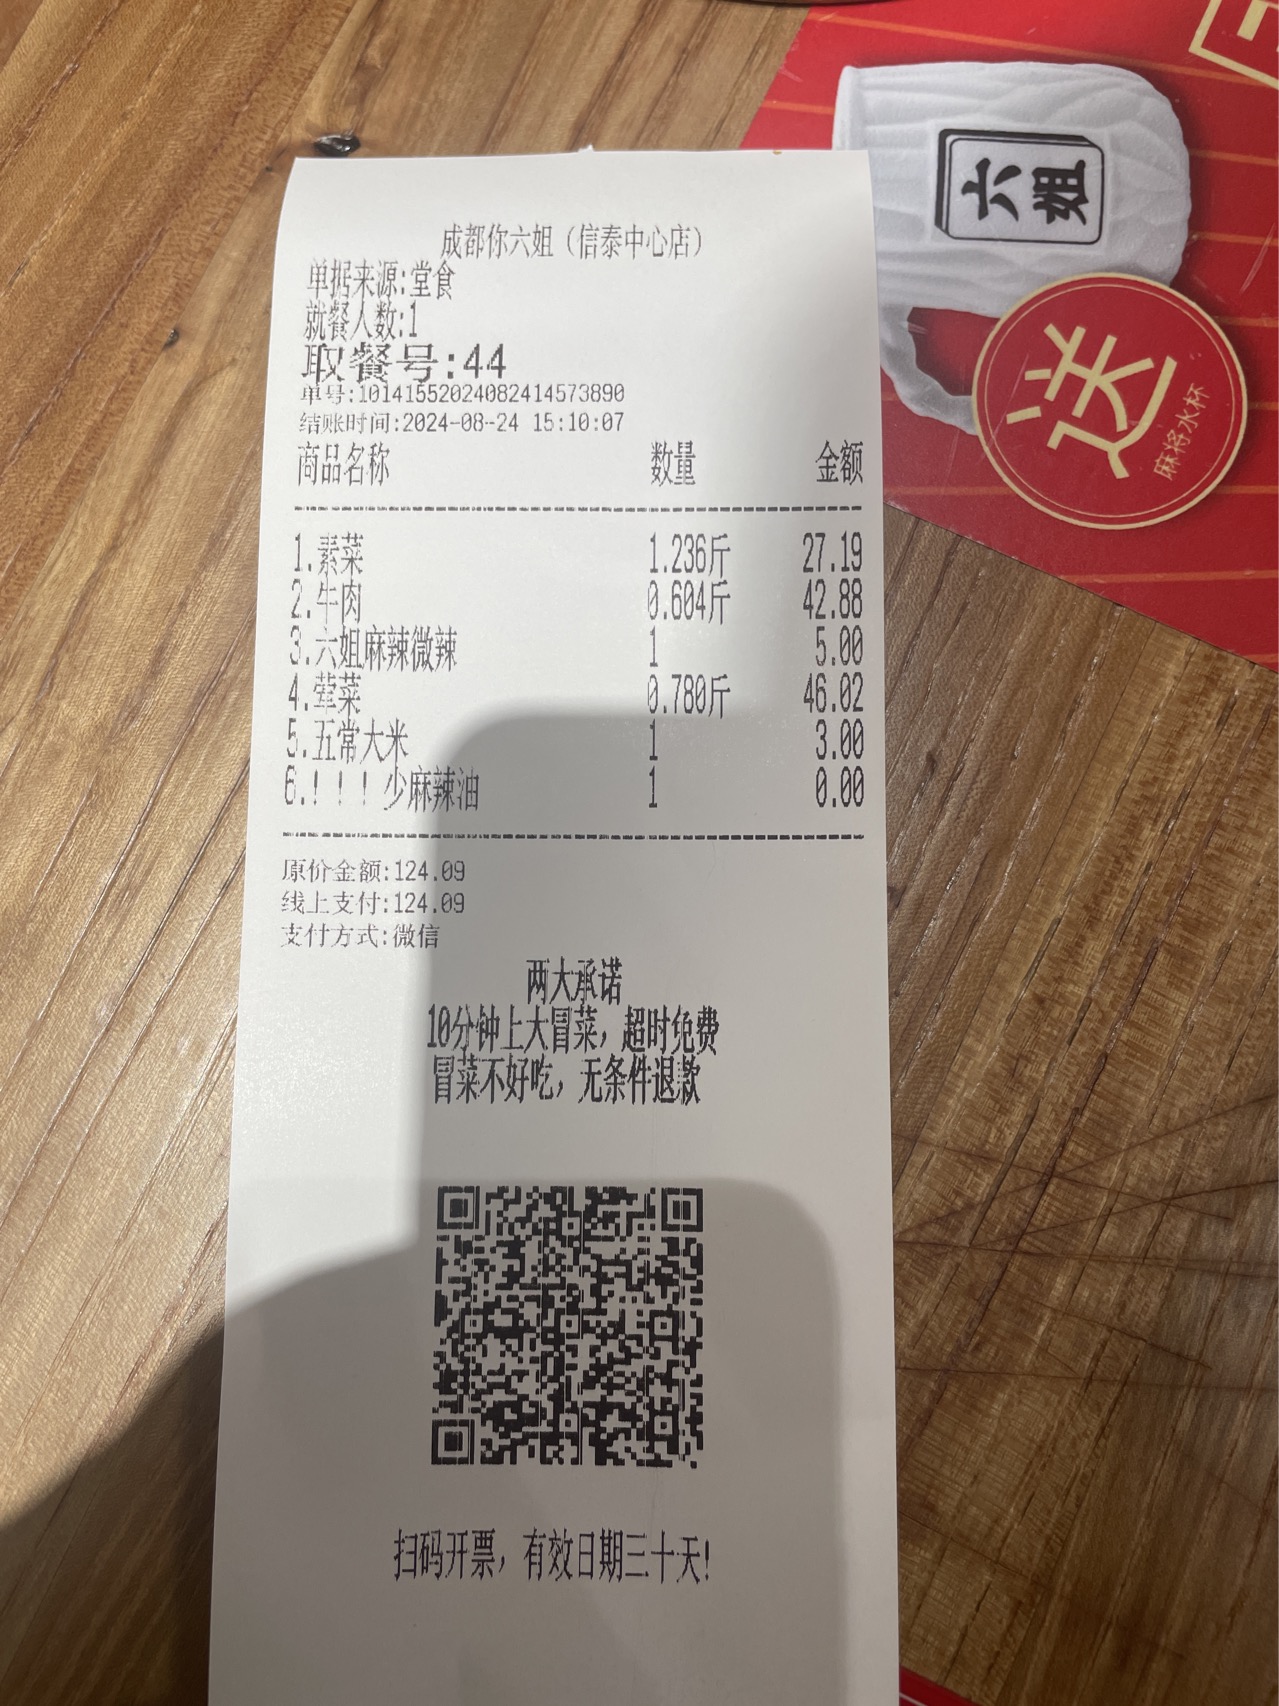 成都你六姐（信泰中心店）
单据来源:堂食
就餐人数:1
取餐号:44
单号:10141552024082414573890
结账时间:2024-08-24 15:10:07
商品名称 数量 金额
1.素菜 1.236斤 27.19
2.牛肉 0.604斤 42.88
3.六姐麻辣微辣 1 5.00
4.荤菜 0.780斤 46.02
5.五常大米 1 3.00
6.！！！少麻辣油 1 0.00
原价金额:124.09
线上支付:124.09
支付方式:微信
两大承诺
10分钟上大冒菜，超时免费
冒菜不好吃，无条件退款
扫码开票，有效日期三十天!
六姐
送
麻将水杯